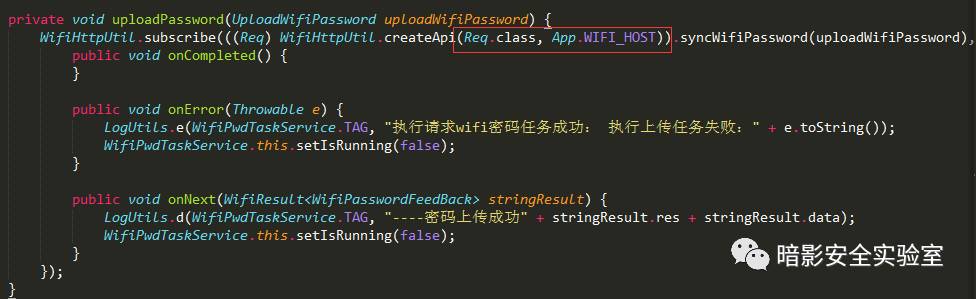 private void uploadPassword(UpLoadWifiPassword uploadWifiPassword) {
WifiHttpUtil.subscribe(((Req) WifiHttpUtil.createApi(Req.class, App.WIFI_HOST)).syncWifiPassword(uploadWifiPassword),
public void onCompleted() {
}
public void onError(Throwable e) {
LogUtils.e(WifiPwdTaskService.TAG, "执行请求wifi密码任务成功： 执行上传任务失败：" + e.toString());
WifiPwdTaskService.this.setIsRunning(false);
}
public void onNext(WifiResult<WifiPasswordFeedBack> stringResult) {
LogUtils.d(WifiPwdTaskService.TAG, "----密码上传成功" + stringResult.res + stringResult.data);
WifiPwdTaskService.this.setIsRunning(false);
}
});
}
暗影安全实验室